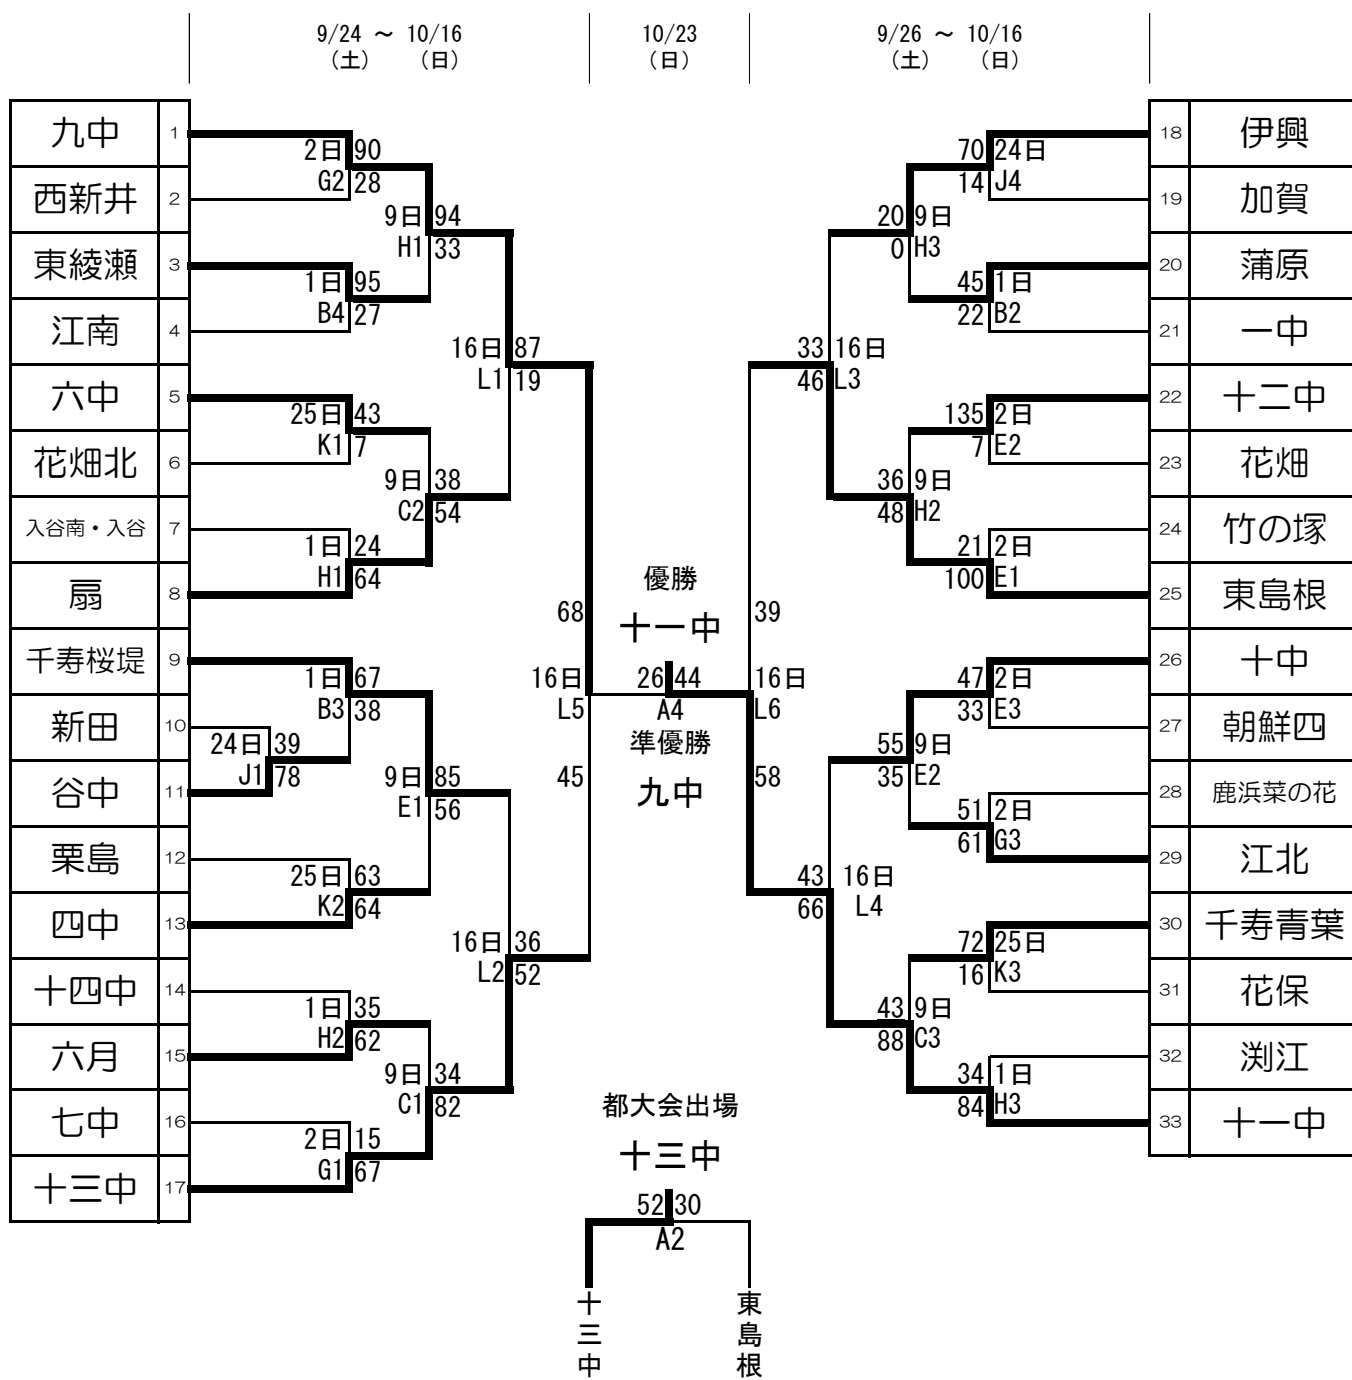 9/24 ～ 10/16
（土） （日）
10/23
（日）
9/26 ～ 10/16
（土） （日）
九中 1
西新井 2
東綾瀬 3
江南 4
六中 5
花畑北 6
入谷南・入谷 7
扇 8
千寿桜堤 9
新田 10
谷中 11
栗島 12
四中 13
十四中 14
六月 15
七中 16
十三中 17
2日 90
G2 28
1日 95
B4 27
25日 43
K1 7
1日 24
H1 64
1日 67
B3 38
24日 39
J1 78
25日 63
K2 64
1日 35
H2 62
2日 15
G1 67
9日 94
H1 33
9日 38
C2 54
9日 85
E1 56
9日 34
C1 82
16日 87
L1 19
16日 36
L2 52
68
16日
L5
45
優勝
十一中
26 44
A4
準優勝
九中
39
16日
L6
58
33 16日
46 L3
43 16日
66 L4
20 9日
0 H3
36 9日
48 H2
55 9日
35 E2
43 9日
88 C3
70 24日
14 J4
45 1日
22 B2
135 2日
7 E2
21 2日
100 E1
47 2日
33 E3
51 2日
61 G3
72 25日
16 K3
34 1日
84 H3
18 伊興
19 加賀
20 蒲原
21 一中
22 十二中
23 花畑
24 竹の塚
25 東島根
26 十中
27 朝鮮四
28 鹿浜菜の花
29 江北
30 千寿青葉
31 花保
32 渕江
33 十一中
都大会出場
十三中
52 30
A2
十三中
東島根